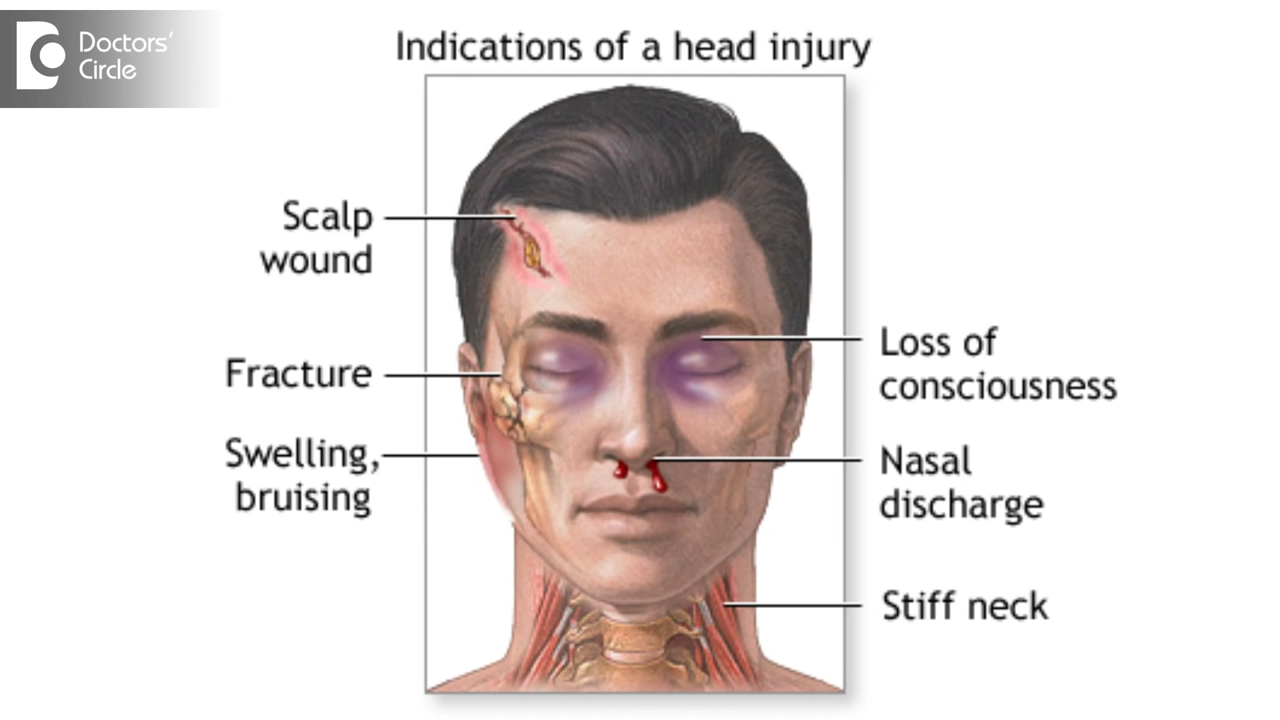 Doctors'
Circle
Indications of a head injury
Scalp
wound
Fracture
Swelling,
bruising
Loss of
consciousness
Nasal
discharge
Stiff neck